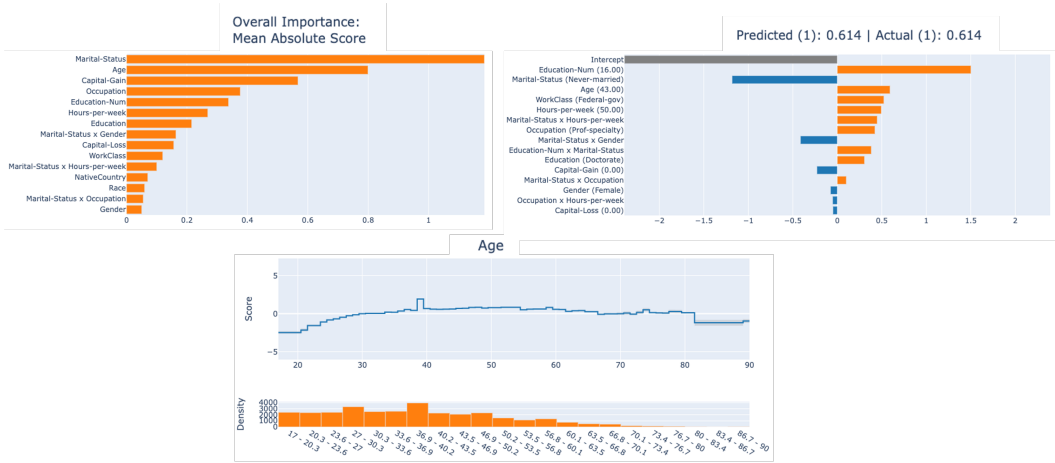 Overall Importance:
Mean Absolute Score
Marital-Status
Age
Capital-Gain
Occupation
Education-Num
Hours-per-week
Education
Marital-Status x Gender
Capital-Loss
WorkClass
Marital-Status x Hours-per-week
NativeCountry
Race
Marital-Status x Occupation
Gender
0 0.2 0.4 0.6 0.8 1
Predicted (1): 0.614 | Actual (1): 0.614
Intercept
Education-Num (16.00)
Marital-Status (Never-married)
Age (43.00)
WorkClass (Federal-gov)
Hours-per-week (50.00)
Marital-Status x Hours-per-week
Occupation (Prof-specialty)
Marital-Status x Gender
Education-Num x Marital-Status
Education (Doctorate)
Capital-Gain (0.00)
Marital-Status x Occupation
Gender (Female)
Occupation x Hours-per-week
Capital-Loss (0.00)
−2 −1.5 −1 −0.5 0 0.5 1 1.5 2
Age
Score
5
0
−5
20 30 40 50 60 70 80 90
Density
4000
3000
2000
1000
0
17 - 20.3
20.3 - 23.6
23.6 - 27
27 - 30.3
30.3 - 33.6
33.6 - 36.9
36.9 - 40.2
40.2 - 43.5
43.5 - 46.9
46.9 - 50.2
50.2 - 53.5
53.5 - 56.8
56.8 - 60.1
60.1 - 63.5
63.5 - 66.8
66.8 - 70.1
70.1 - 73.4
73.4 - 76.7
76.7 - 80
80 - 83.4
83.4 - 86.7
86.7 - 90